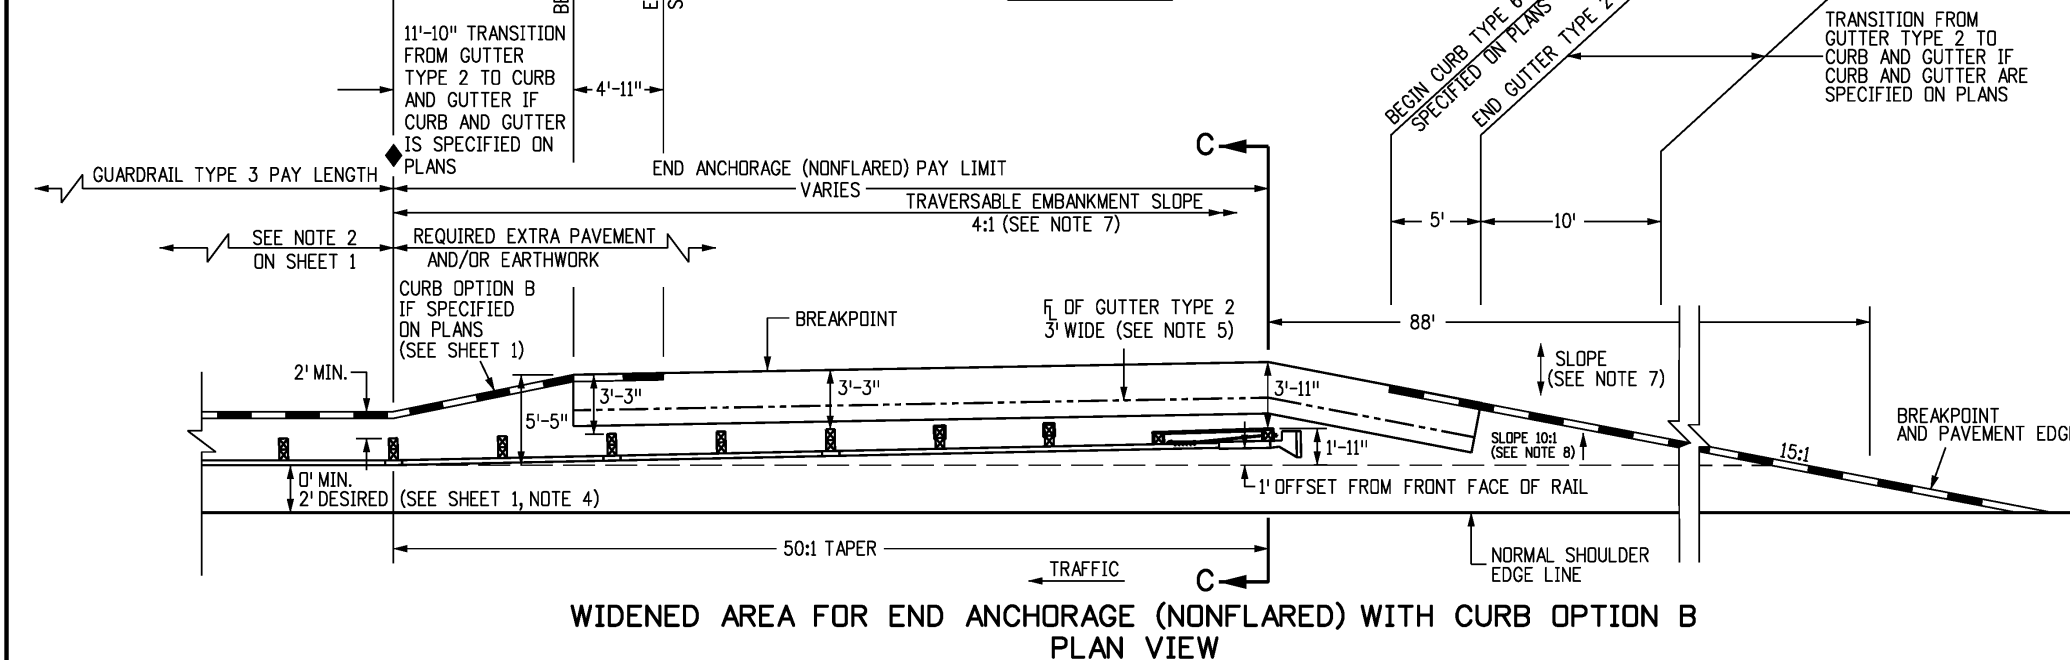 BE
E
S
11'-10" TRANSITION
FROM GUTTER
TYPE 2 TO CURB
AND GUTTER IF
CURB AND GUTTER
IS SPECIFIED ON
PLANS
4'-11"
BEGIN CURB TYPE 6
SPECIFIED ON PLANS
END GUTTER TYPE 2
TRANSITION FROM
GUTTER TYPE 2 TO
CURB AND GUTTER IF
CURB AND GUTTER ARE
SPECIFIED ON PLANS
C
GUARDRAIL TYPE 3 PAY LENGTH
END ANCHORAGE (NONFLARED) PAY LIMIT
VARIES
TRAVERSABLE EMBANKMENT SLOPE
4:1 (SEE NOTE 7)
5'
10'
SEE NOTE 2
ON SHEET 1
REQUIRED EXTRA PAVEMENT
AND/OR EARTHWORK
CURB OPTION B
IF SPECIFIED
ON PLANS
(SEE SHEET 1)
BREAKPOINT
FL OF GUTTER TYPE 2
3' WIDE (SEE NOTE 5)
88'
SLOPE
(SEE NOTE 7)
2' MIN.
3'-3"
5'-5"
3'-3"
3'-11"
BREAKPOINT
AND PAVEMENT EDGE
SLOPE 10:1
(SEE NOTE 8)
15:1
1'-11"
0' MIN.
2' DESIRED (SEE SHEET 1, NOTE 4)
1' OFFSET FROM FRONT FACE OF RAIL
50:1 TAPER
NORMAL SHOULDER
EDGE LINE
TRAFFIC
C
WIDENED AREA FOR END ANCHORAGE (NONFLARED) WITH CURB OPTION B
PLAN VIEW